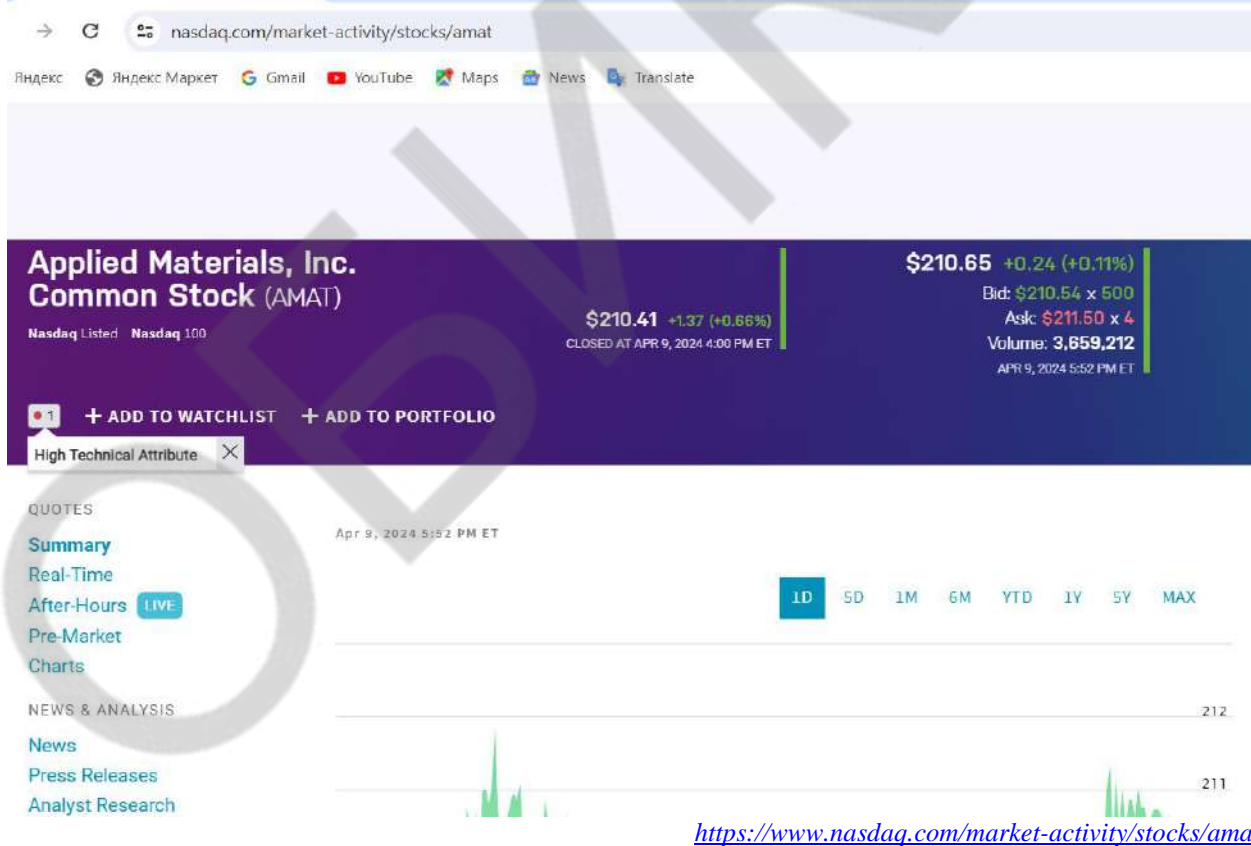 nasdaq.com/market-activity/stocks/amat
Яндекс Яндекс Маркет Gmail YouTube Maps News Translate
Applied Materials, Inc.
Common Stock (AMAT)
Nasdaq Listed Nasdaq 100
$210.41 +1.37 (+0.66%)
CLOSED AT APR 9, 2024 4:00 PM ET
$210.65 +0.24 (+0.11%)
Bid: $210.54 x 500
Ask: $211.50 x 4
Volume: 3,659,212
APR 9, 2024 5:52 PM ET
1 + ADD TO WATCHLIST + ADD TO PORTFOLIO
High Technical Attribute
QUOTES
Summary
Real-Time
After-Hours LIVE
Pre-Market
Charts
NEWS & ANALYSIS
News
Press Releases
Analyst Research
Apr 9, 2024 5:52 PM ET
1D 5D 1M 6M YTD 1Y 5Y MAX
212
211
https://www.nasdaq.com/market-activity/stocks/ama